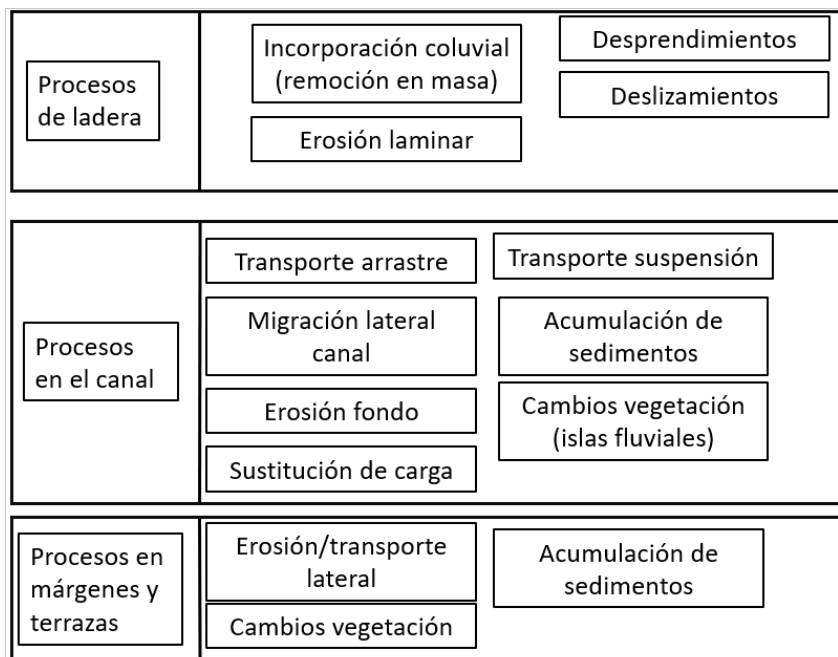 Procesos
de ladera
Incorporación coluvial
(remoción en masa)
Erosión laminar
Desprendimientos
Deslizamientos
Procesos
en el canal
Transporte arrastre
Transporte suspensión
Migración lateral
canal
Acumulación de
sedimentos
Erosión fondo
Cambios vegetación
(islas fluviales)
Sustitución de carga
Procesos en
márgenes y
terrazas
Erosión/transporte
lateral
Acumulación de
sedimentos
Cambios vegetación